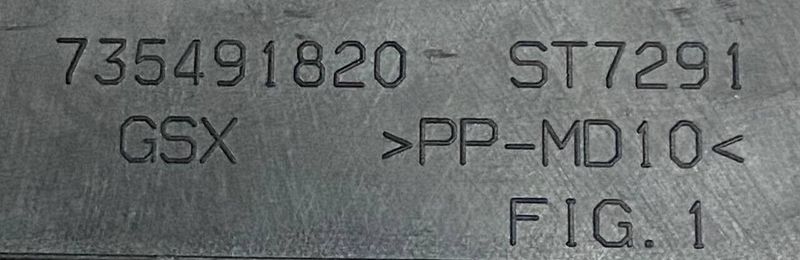 735491820 ST7291
GSX >PP-MD10<
FIG. 1